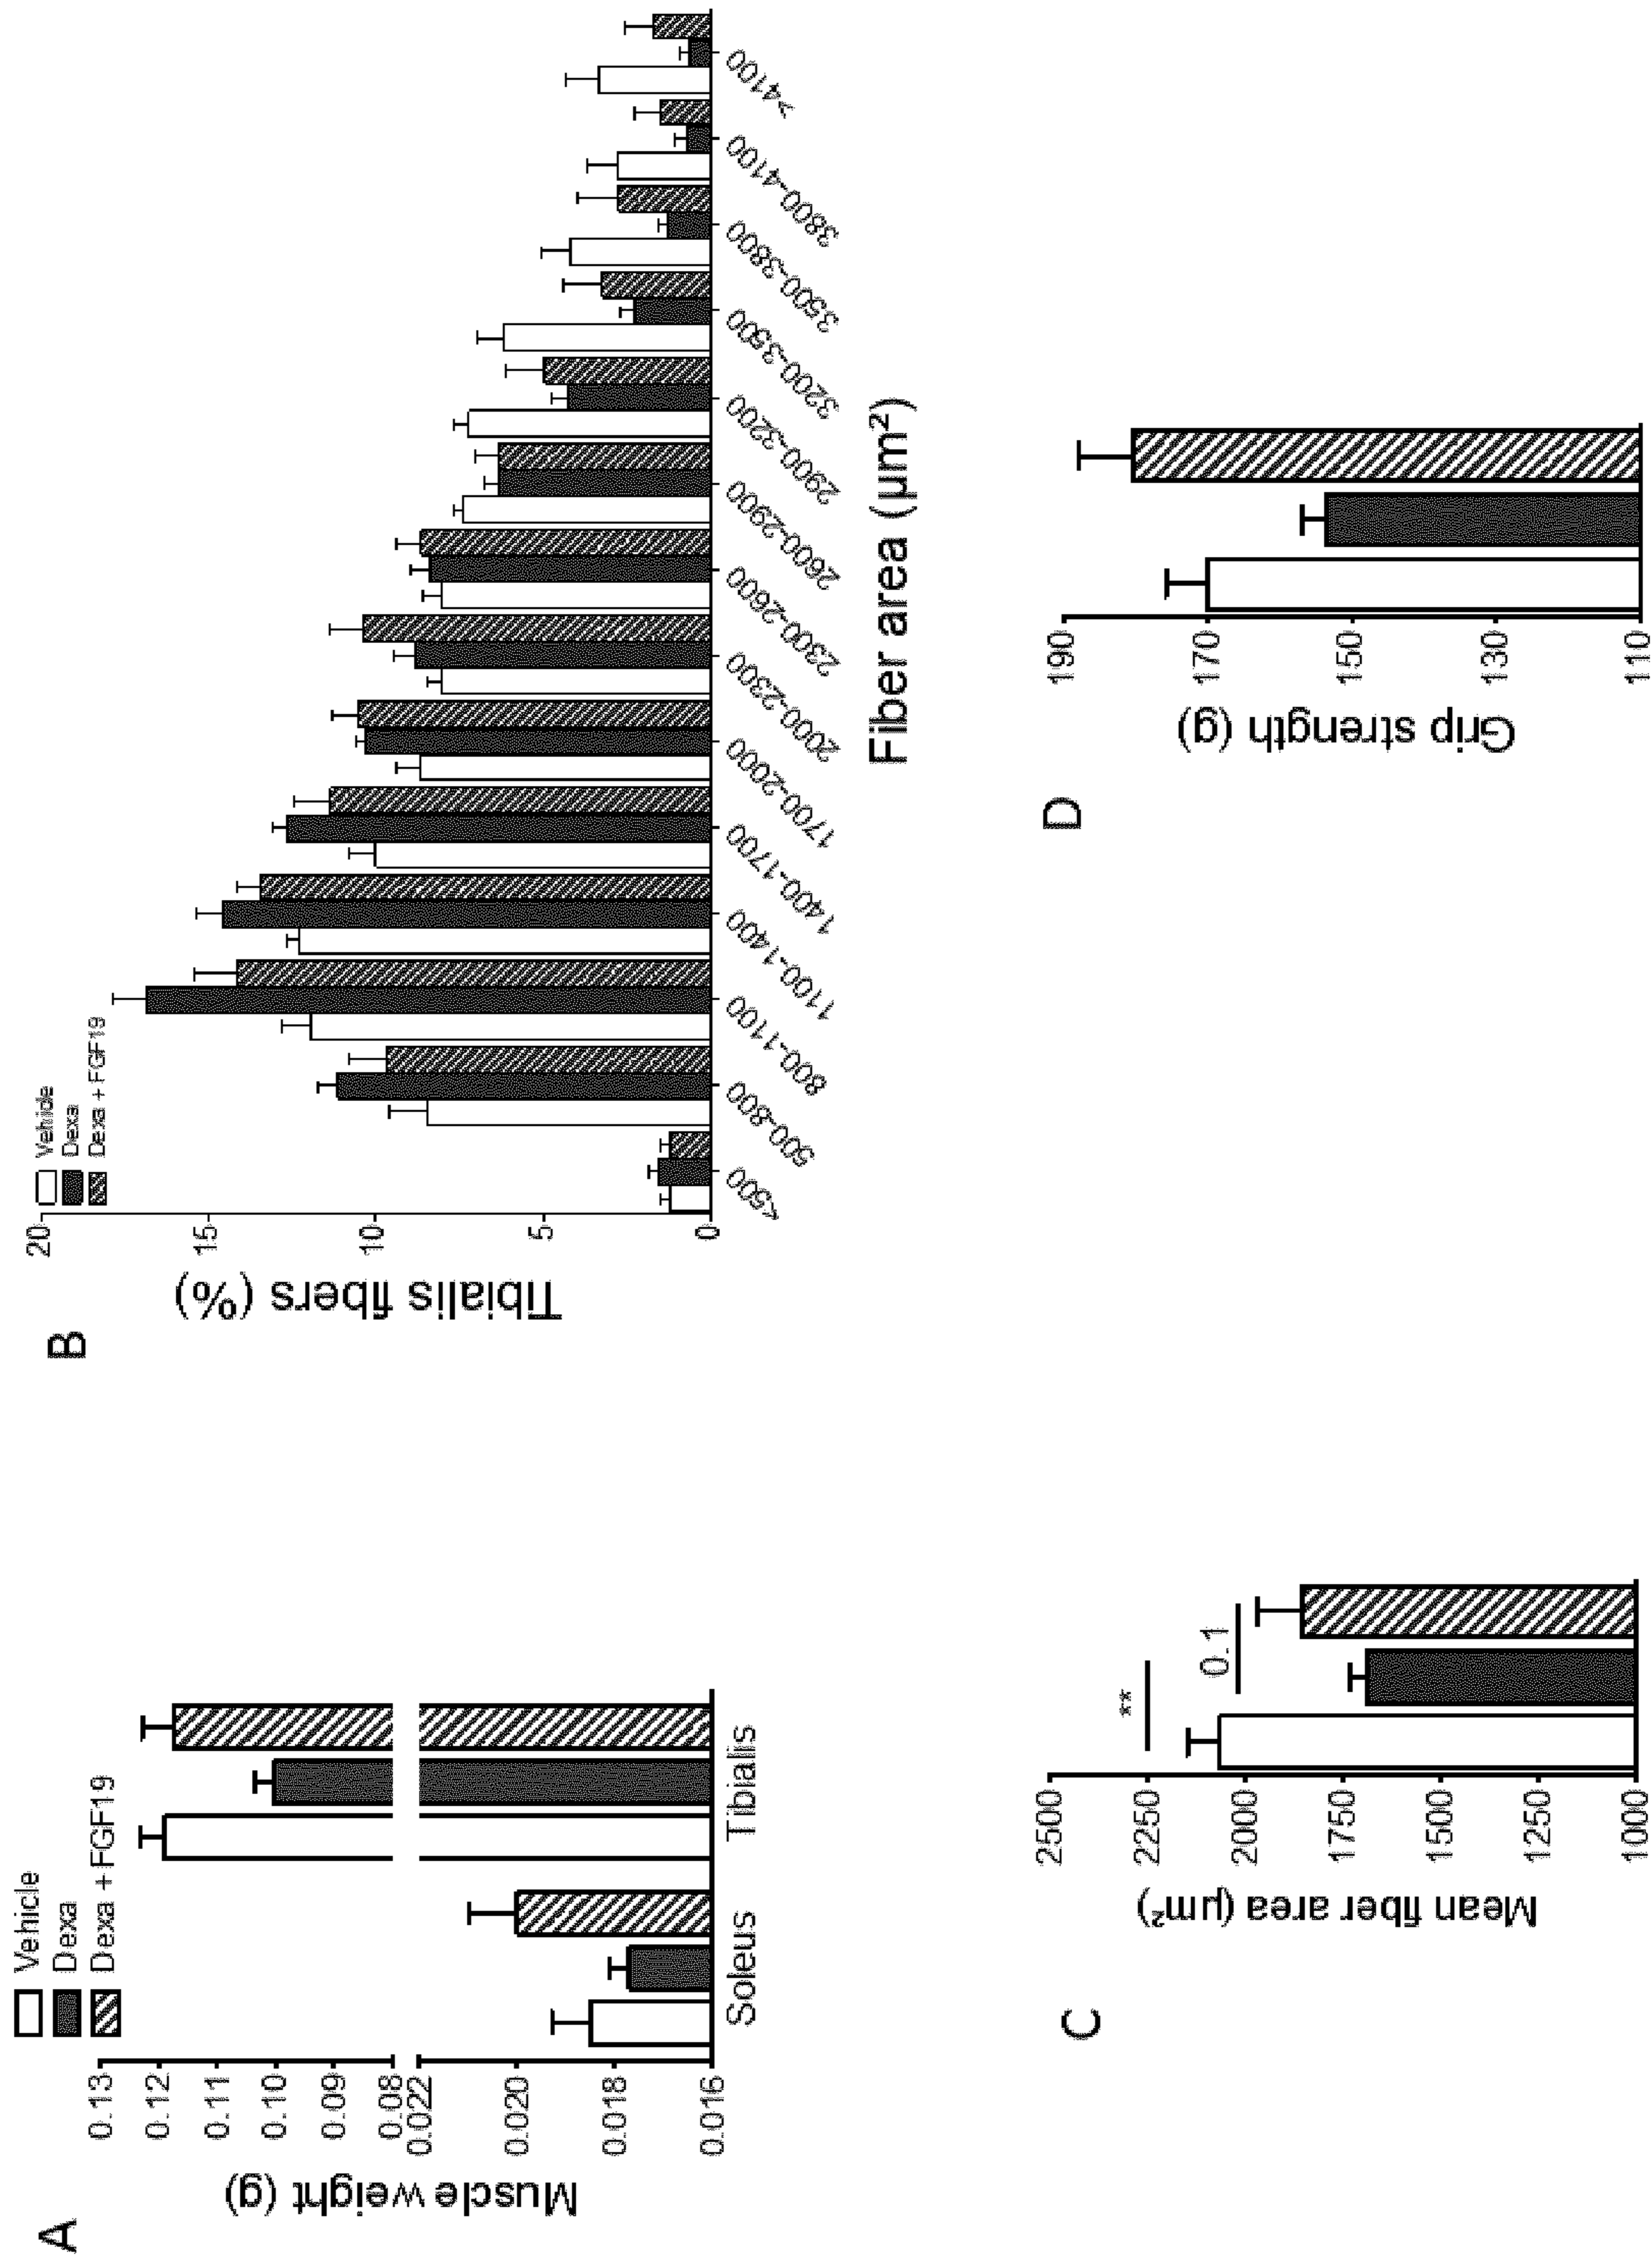 A
Vehicle
Dexa
Dexa + FGF19
Muscle weight (g)
0.13
0.12
0.11
0.10
0.09
0.08
0.022
0.020
0.018
0.016
Soleus
Tibialis
B
Vehicle
Dexa
Dexa + FGF19
Tibialis fibers (%)
20
15
10
5
0
<500
500-800
800-1100
1100-1400
1400-1700
1700-2000
2000-2300
2300-2600
2600-2900
2900-3200
3200-3500
3500-3800
3800-4100
>4100
Fiber area (µm²)
C
Mean fiber area (µm²)
2500
2250
2000
1750
1500
1250
1000
**
0.1
D
Grip strength (g)
190
170
150
130
110